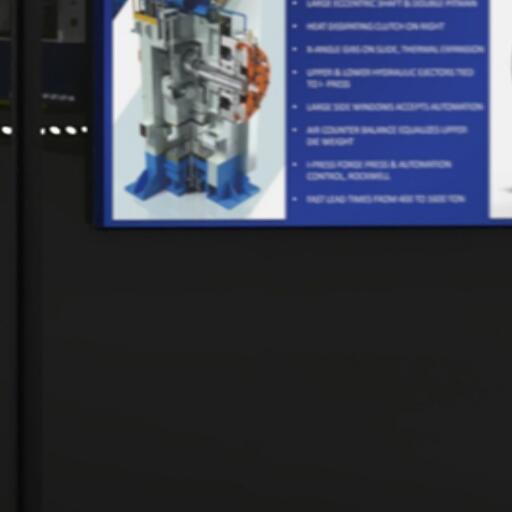 LARGE ECCENTRIC SHAFT & DOUBLE PITMAN
HEAT DISSIPATING CLUTCH ON RIGHT
8-ANGLE GIBS ON SLIDE, THERMAL EXPANSION
UPPER & LOWER HYDRAULIC EJECTORS TIED
TO I- PRESS
LARGE SIDE WINDOWS ACCEPTS AUTOMATION
AIR COUNTER BALANCE EQUALIZES UPPER
DIE WEIGHT
I-PRESS FORGE PRESS & AUTOMATION
CONTROL, ROCKWELL
FAST LEAD TIMES FROM 400 TO 1600 TON